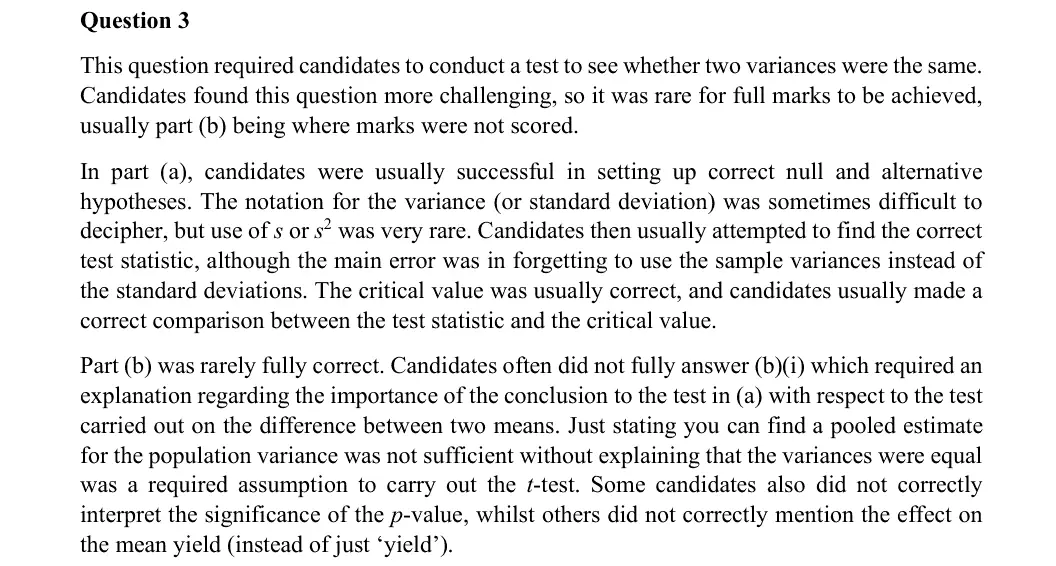 Question 3
This question required candidates to conduct a test to see whether two variances were the same.
Candidates found this question more challenging, so it was rare for full marks to be achieved,
usually part (b) being where marks were not scored.
In part (a), candidates were usually successful in setting up correct null and alternative
hypotheses. The notation for the variance (or standard deviation) was sometimes difficult to
decipher, but use of s or s² was very rare. Candidates then usually attempted to find the correct
test statistic, although the main error was in forgetting to use the sample variances instead of
the standard deviations. The critical value was usually correct, and candidates usually made a
correct comparison between the test statistic and the critical value.
Part (b) was rarely fully correct. Candidates often did not fully answer (b)(i) which required an
explanation regarding the importance of the conclusion to the test in (a) with respect to the test
carried out on the difference between two means. Just stating you can find a pooled estimate
for the population variance was not sufficient without explaining that the variances were equal
was a required assumption to carry out the t-test. Some candidates also did not correctly
interpret the significance of the p-value, whilst others did not correctly mention the effect on
the mean yield (instead of just ‘yield’).